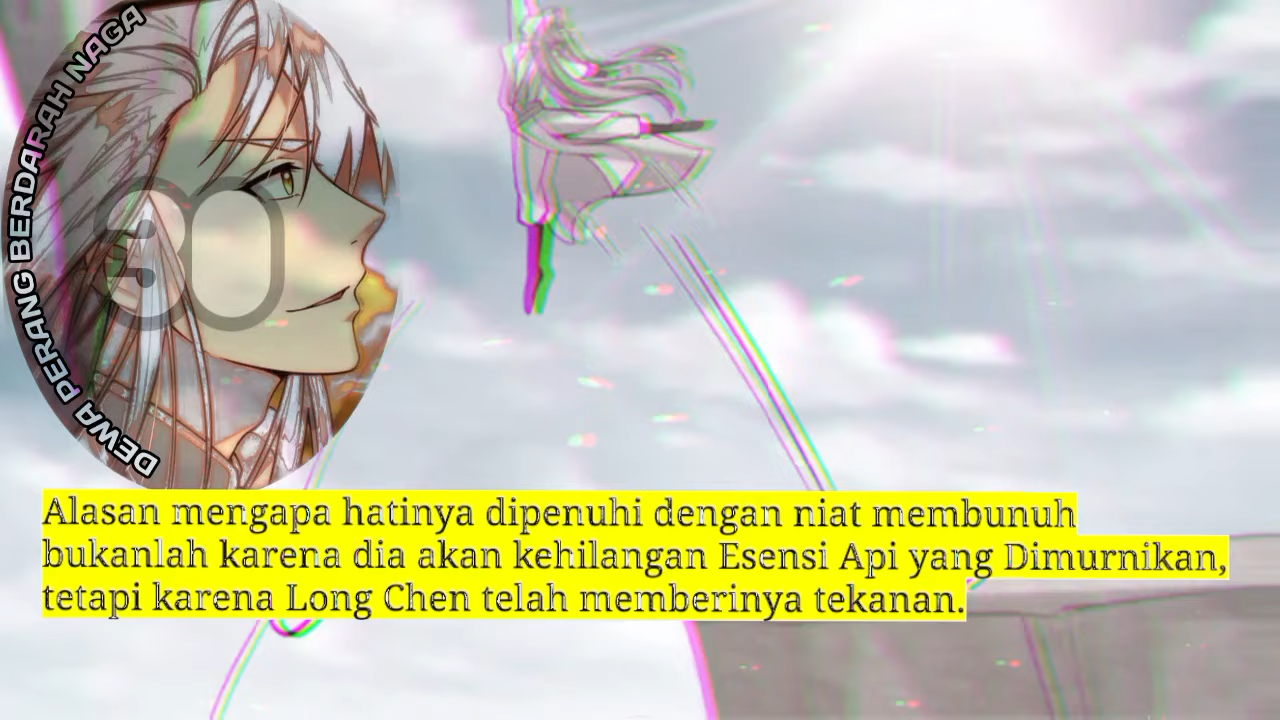 DEWA PERANG BERDARAH NAGA
30
Alasan mengapa hatinya dipenuhi dengan niat membunuh
bukanlah karena dia akan kehilangan Esensi Api yang Dimurnikan,
tetapi karena Long Chen telah memberinya tekanan.